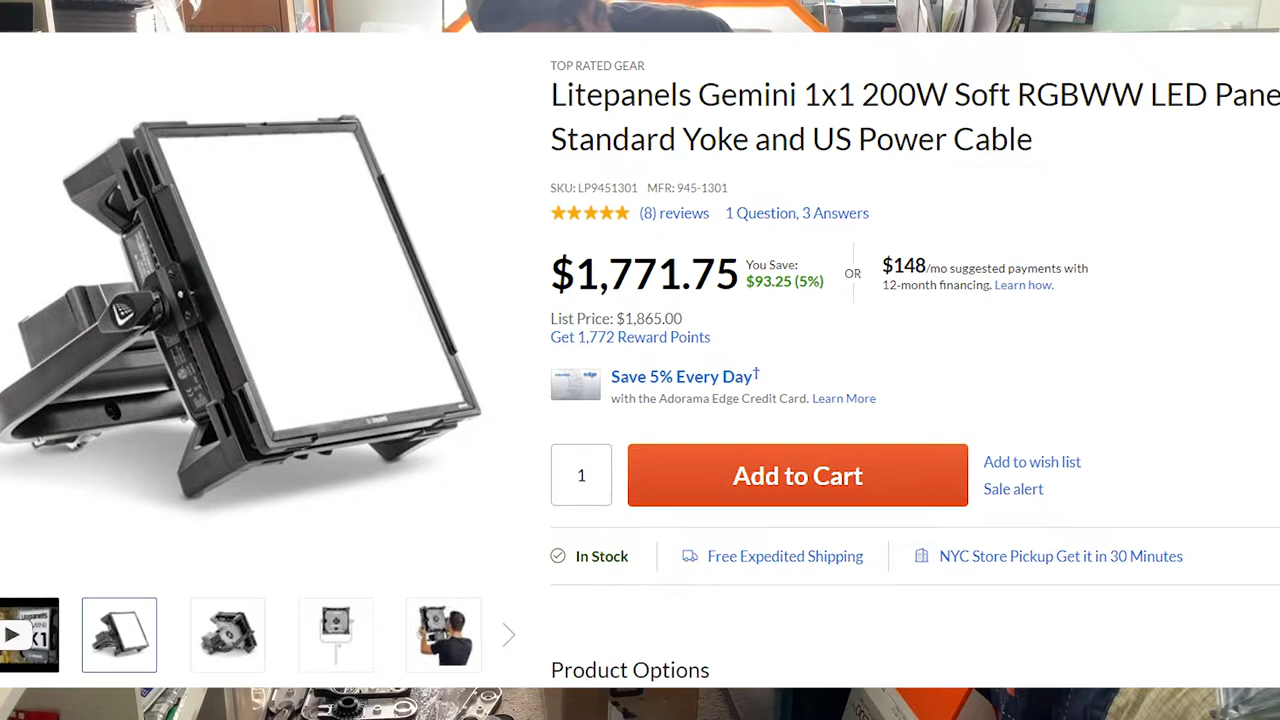 TOP RATED GEAR
Litepanels Gemini 1x1 200W Soft RGBWW LED Pane
Standard Yoke and US Power Cable
SKU: LP9451301 MFR: 945-1301
(8) reviews 1 Question, 3 Answers
$1,771.75
You Save:
$93.25 (5%)
OR
$148/mo suggested payments with
12-month financing. Learn how.
List Price: $1,865.00
Get 1,772 Reward Points
Save 5% Every Day†
with the Adorama Edge Credit Card. Learn More
1
Add to Cart
Add to wish list
Sale alert
In Stock
Free Expedited Shipping
NYC Store Pickup Get it in 30 Minutes
Litepanels
Product Options